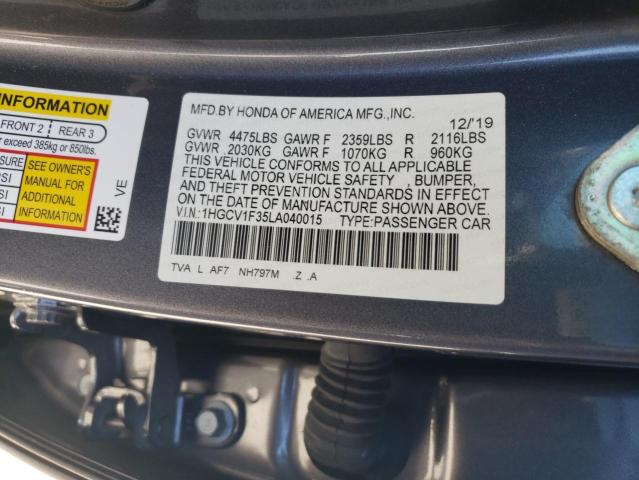 INFORMATION
FRONT 2 REAR 3
exceed 385kg or 850lbs.
SEE OWNER'S
MANUAL FOR
ADDITIONAL
INFORMATION
VE
MFD. BY HONDA OF AMERICA MFG., INC.
12/'19
GVWR 4475LBS GAWR F 2359LBS R 2116LBS
GVWR 2030KG GAWR F 1070KG R 960KG
THIS VEHICLE CONFORMS TO ALL APPLICABLE
FEDERAL MOTOR VEHICLE SAFETY , BUMPER,
AND THEFT PREVENTION STANDARDS IN EFFECT
ON THE DATE OF MANUFACTURE SHOWN ABOVE.
V.I.N.: 1HGCV1F35LA040015 TYPE:PASSENGER CAR
TVA L AF7 NH797M .Z .A